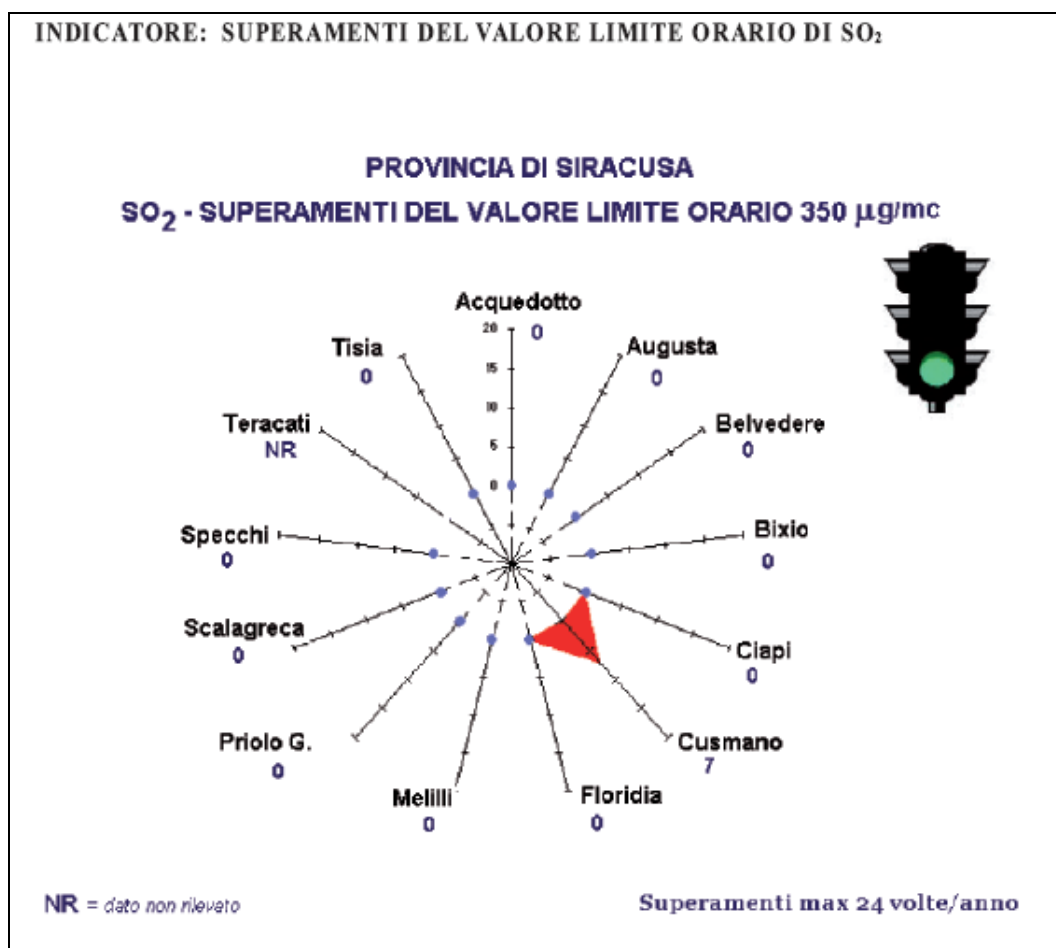 INDICATORE: SUPERAMENTI DEL VALORE LIMITE ORARIO DI SO₂
PROVINCIA DI SIRACUSA
SO₂ - SUPERAMENTI DEL VALORE LIMITE ORARIO 350 µg/mc
Acquedotto
0
20
15
10
5
0
Augusta
0
Belvedere
0
Bixio
0
Ciapi
0
Cusmano
7
Floridia
0
Melilli
0
Priolo G.
0
Scalagreca
0
Specchi
0
Teracati
NR
Tisia
0
NR = dato non rilevato
Superamenti max 24 volte/anno